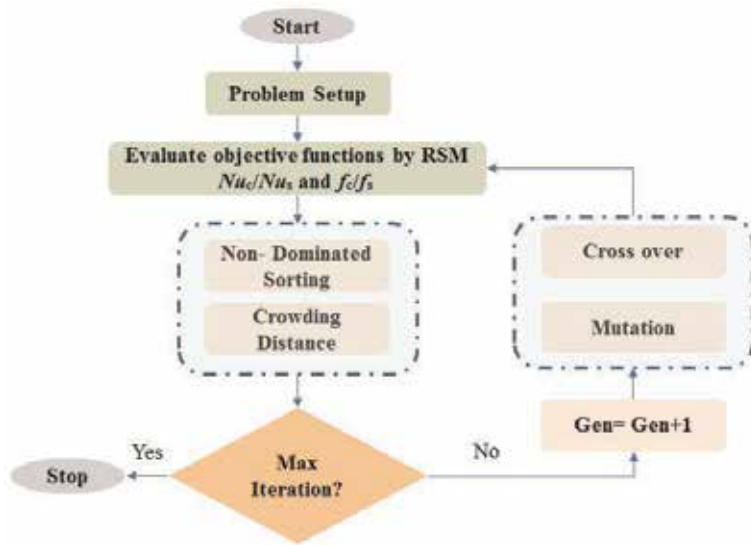 Start
Problem Setup
Evaluate objective functions by RSM
Nuc/Nus and fc/fs
Non- Dominated
Sorting
Crowding
Distance
Cross over
Mutation
Gen= Gen+1
Yes
No
Max
Iteration?
Stop